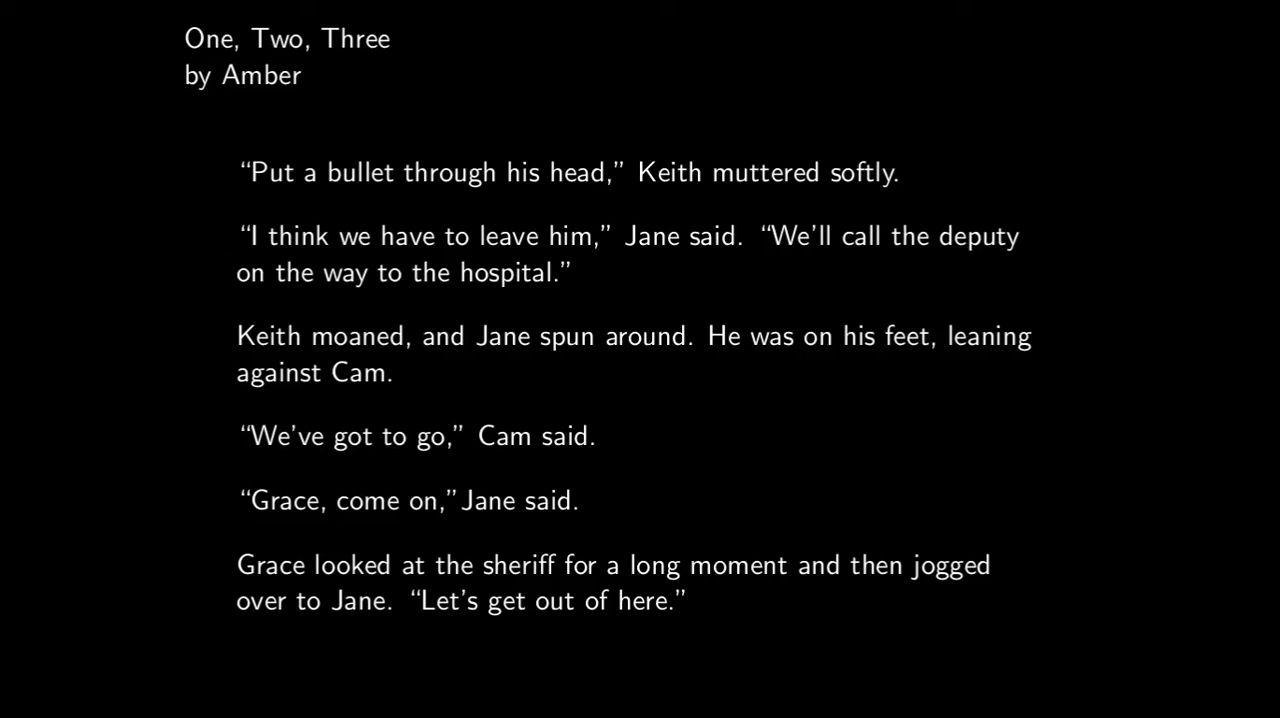 One, Two, Three
by Amber
“Put a bullet through his head,” Keith muttered softly.
“I think we have to leave him,” Jane said. “We’ll call the deputy
on the way to the hospital.”
Keith moaned, and Jane spun around. He was on his feet, leaning
against Cam.
“We’ve got to go,” Cam said.
“Grace, come on,”Jane said.
Grace looked at the sheriff for a long moment and then jogged
over to Jane. “Let’s get out of here.”